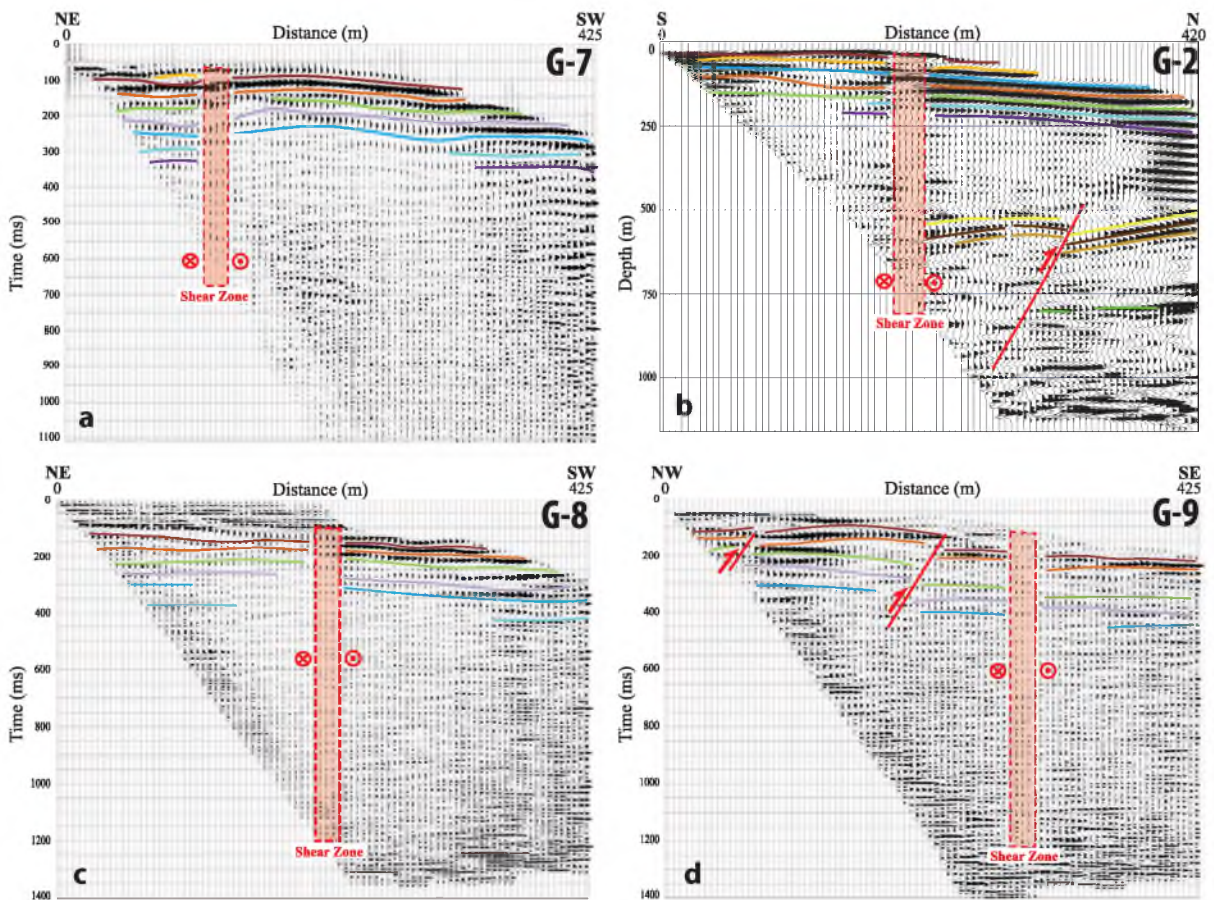 NE SW
0 Distance (m) 425
G-7
0
100
200
300
400
500
600
700
800
900
1000
1100
Time (ms)
Shear Zone
a
S N
0 Distance (m) 420
G-2
0
250
500
750
1000
Depth (m)
Shear Zone
b
NE SW
0 Distance (m) 425
G-8
0
200
400
600
800
1000
1200
1400
Time (ms)
Shear Zone
c
NW SE
0 Distance (m) 425
G-9
0
200
400
600
800
1000
1200
1400
Time (ms)
Shear Zone
d